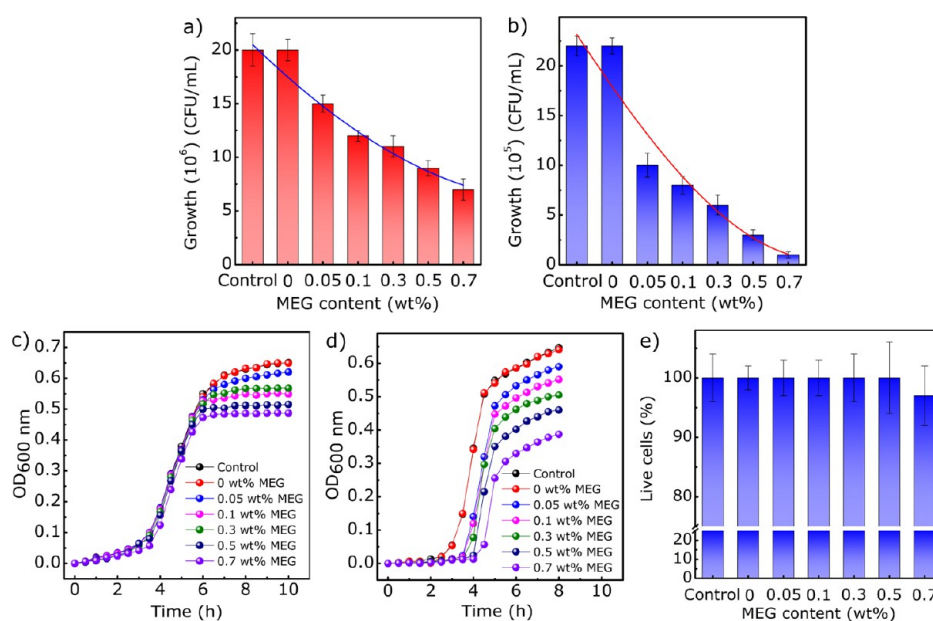 a)
Growth (10⁶) (CFU/mL)
20
15
10
5
0
Control 0 0.05 0.1 0.3 0.5 0.7
MEG content (wt%)
b)
Growth (10⁵) (CFU/mL)
20
15
10
5
0
Control 0 0.05 0.1 0.3 0.5 0.7
MEG content (wt%)
c)
OD600 nm
0.7
0.6
0.5
0.4
0.3
0.2
0.1
0.0
Control
0 wt% MEG
0.05 wt% MEG
0.1 wt% MEG
0.3 wt% MEG
0.5 wt% MEG
0.7 wt% MEG
0 2 4 6 8 10
Time (h)
d)
OD600 nm
0.6
0.5
0.4
0.3
0.2
0.1
0.0
Control
0 wt% MEG
0.05 wt% MEG
0.1 wt% MEG
0.3 wt% MEG
0.5 wt% MEG
0.7 wt% MEG
0 2 4 6 8 10
Time (h)
e)
Live cells (%)
100
90
80
20
10
0
Control 0 0.05 0.1 0.3 0.5 0.7
MEG content (wt%)